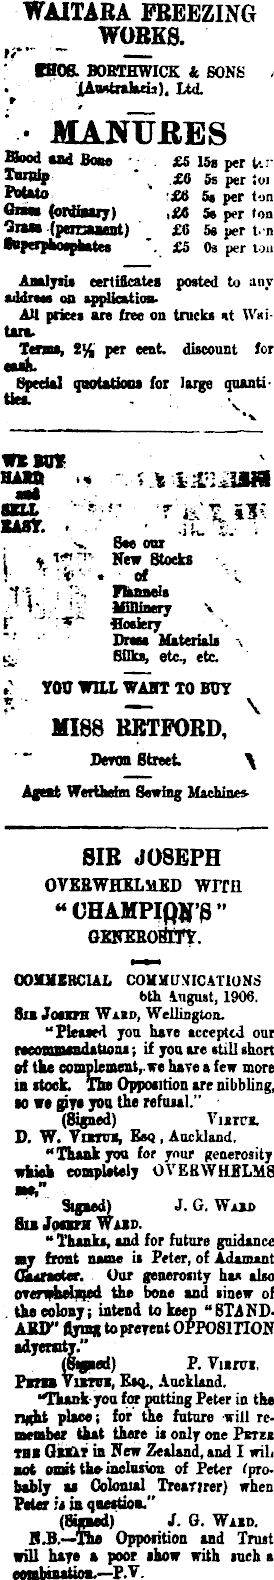 WAITARA FREEZING
WORKS.
THOS. BORTHWICK & SONS
(Australasia), Ltd.
MANURES
Blood and Bone £5 15s per ton
Turnip £6 5s per ton
Potato £6 5s per ton
Grass (ordinary) £6 5s per ton
Grass (permanent) £6 5s per ton
Superphosphates £5 0s per ton
Analysis certificates posted to any
address on application.
All prices are free on trucks at Wai-
tara.
Terms, 2½ per cent. discount for
cash.
Special quotations for large quanti-
ties.
WE BUY
HARD
and
SELL
EASY.
See our
New Stocks
of
Flannels
Millinery
Hosiery
Dress Materials
Silks, etc., etc.
YOU WILL WANT TO BUY
MISS RETFORD,
Devon Street.
Agent Wertheim Sewing Machines.
SIR JOSEPH
OVERWHELMED WITH
"CHAMPION'S"
GENEROSITY.
COMMERCIAL COMMUNICATIONS
6th August, 1906.
SIR JOSEPH WARD, Wellington.
"Pleased you have accepted our
recommendations; if you are still short
of the complement, we have a few more
in stock. The Opposition are nibbling,
so we give you the refusal."
(Signed) VIRTUE.
D. W. VIRTUE, Esq, Auckland.
"Thank you for your generosity
which completely OVERWHELMS
me,"
Signed) J. G. WARD
SIR JOSEPH WARD.
"Thanks, and for future guidance
my front name is Peter, of Adamant
Character. Our generosity has also
overwhelmed the bone and sinew of
the colony; intend to keep "STAND-
ARD" flying to prevent OPPOSITION
adversity."
(Signed) P. VIRTUE.
PETER VIRTUE, Esq., Auckland.
"Thank you for putting Peter in the
right place; for the future will re-
member that there is only one PETER
THE GREAT in New Zealand, and I will
not omit the inclusion of Peter (pro-
bably as Colonial Treasurer) when
Peter is in question."
(Signed) J. G. WARD.
N.B.—The Opposition and Trust
will have a poor show with such a
combination.—P.V.